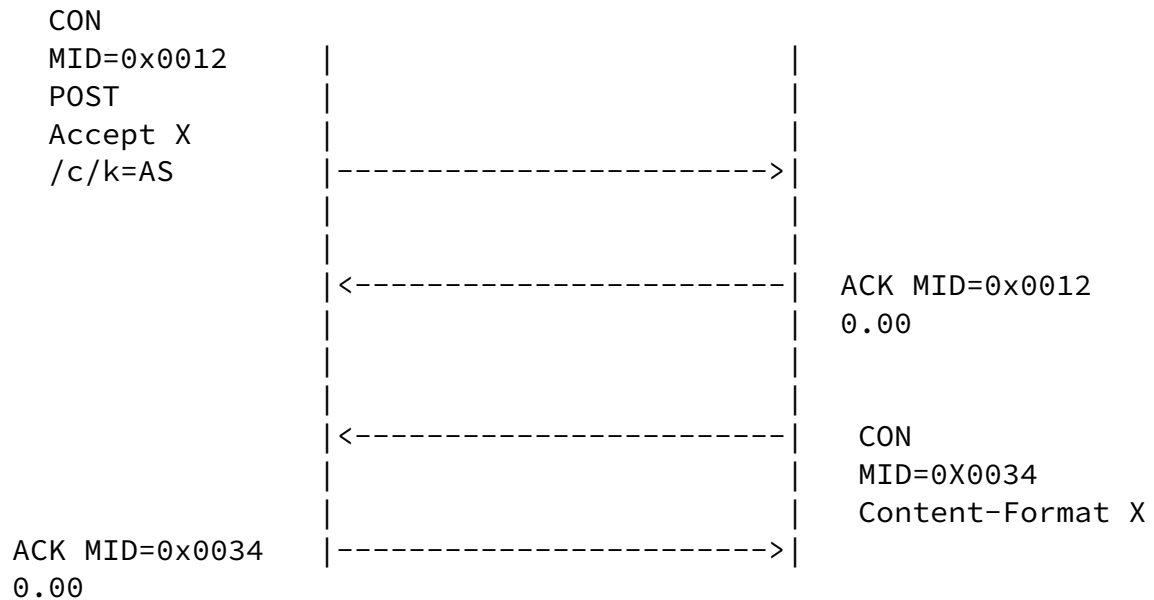 CON
MID=0x0012
POST
Accept X
/c/k=AS
ACK MID=0x0012
0.00
CON
MID=0X0034
Content-Format X
ACK MID=0x0034
0.00